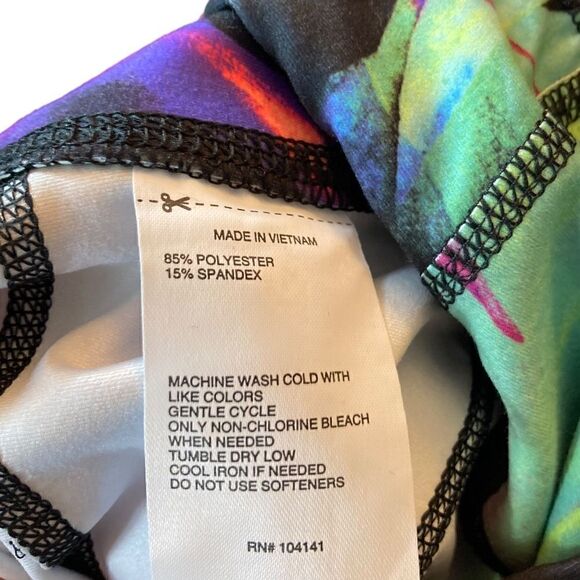 MADE IN VIETNAM
85% POLYESTER
15% SPANDEX
MACHINE WASH COLD WITH
LIKE COLORS
GENTLE CYCLE
ONLY NON-CHLORINE BLEACH
WHEN NEEDED
TUMBLE DRY LOW
COOL IRON IF NEEDED
DO NOT USE SOFTENERS
RN# 104141